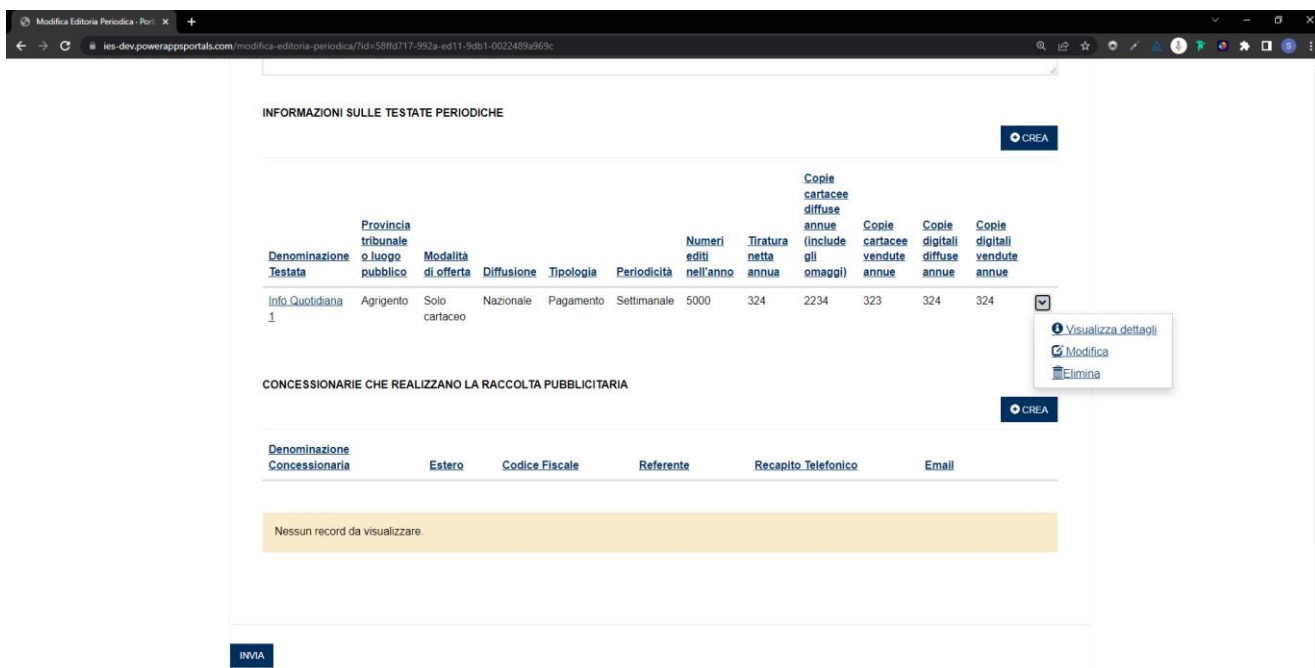 Modifica Editoria Periodica · Port
ies-dev.powerappsportals.com/modifica-editoria-periodica/?id=58ffd717-992a-ed11-9db1-0022489a969c
S
INFORMAZIONI SULLE TESTATE PERIODICHE
CREA
Denominazione
Testata
Provincia
tribunale
o luogo
pubblico
Modalità
di offerta
Diffusione
Tipologia
Periodicità
Numeri
editi
nell'anno
Tiratura
netta
annua
Copie
cartacee
diffuse
annue
(include
gli
omaggi)
Copie
cartacee
vendute
annue
Copie
digitali
diffuse
annue
Copie
digitali
vendute
annue
Info Quotidiana
1
Agrigento
Solo
cartaceo
Nazionale
Pagamento
Settimanale
5000
324
2234
323
324
324
Visualizza dettagli
Modifica
Elimina
CONCESSIONARIE CHE REALIZZANO LA RACCOLTA PUBBLICITARIA
CREA
Denominazione
Concessionaria
Estero
Codice Fiscale
Referente
Recapito Telefonico
Email
Nessun record da visualizzare.
INVIA